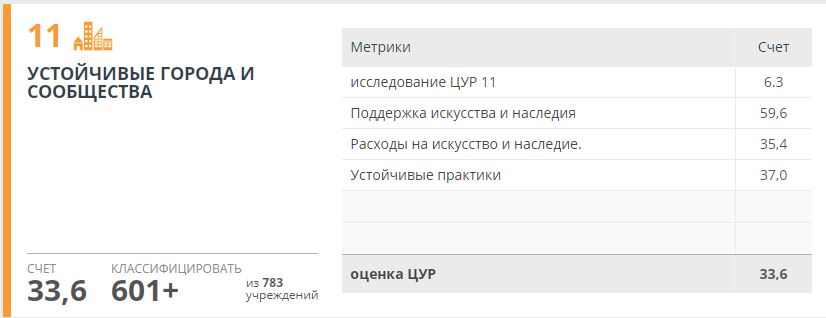 11
УСТОЙЧИВЫЕ ГОРОДА И
СООБЩЕСТВА
СЧЕТ
33,6
КЛАССИФИЦИРОВАТЬ
601+
из 783
учреждений
Метрики Счет
исследование ЦУР 11 6.3
Поддержка искусства и наследия 59,6
Расходы на искусство и наследие. 35,4
Устойчивые практики 37,0
оценка ЦУР 33,6